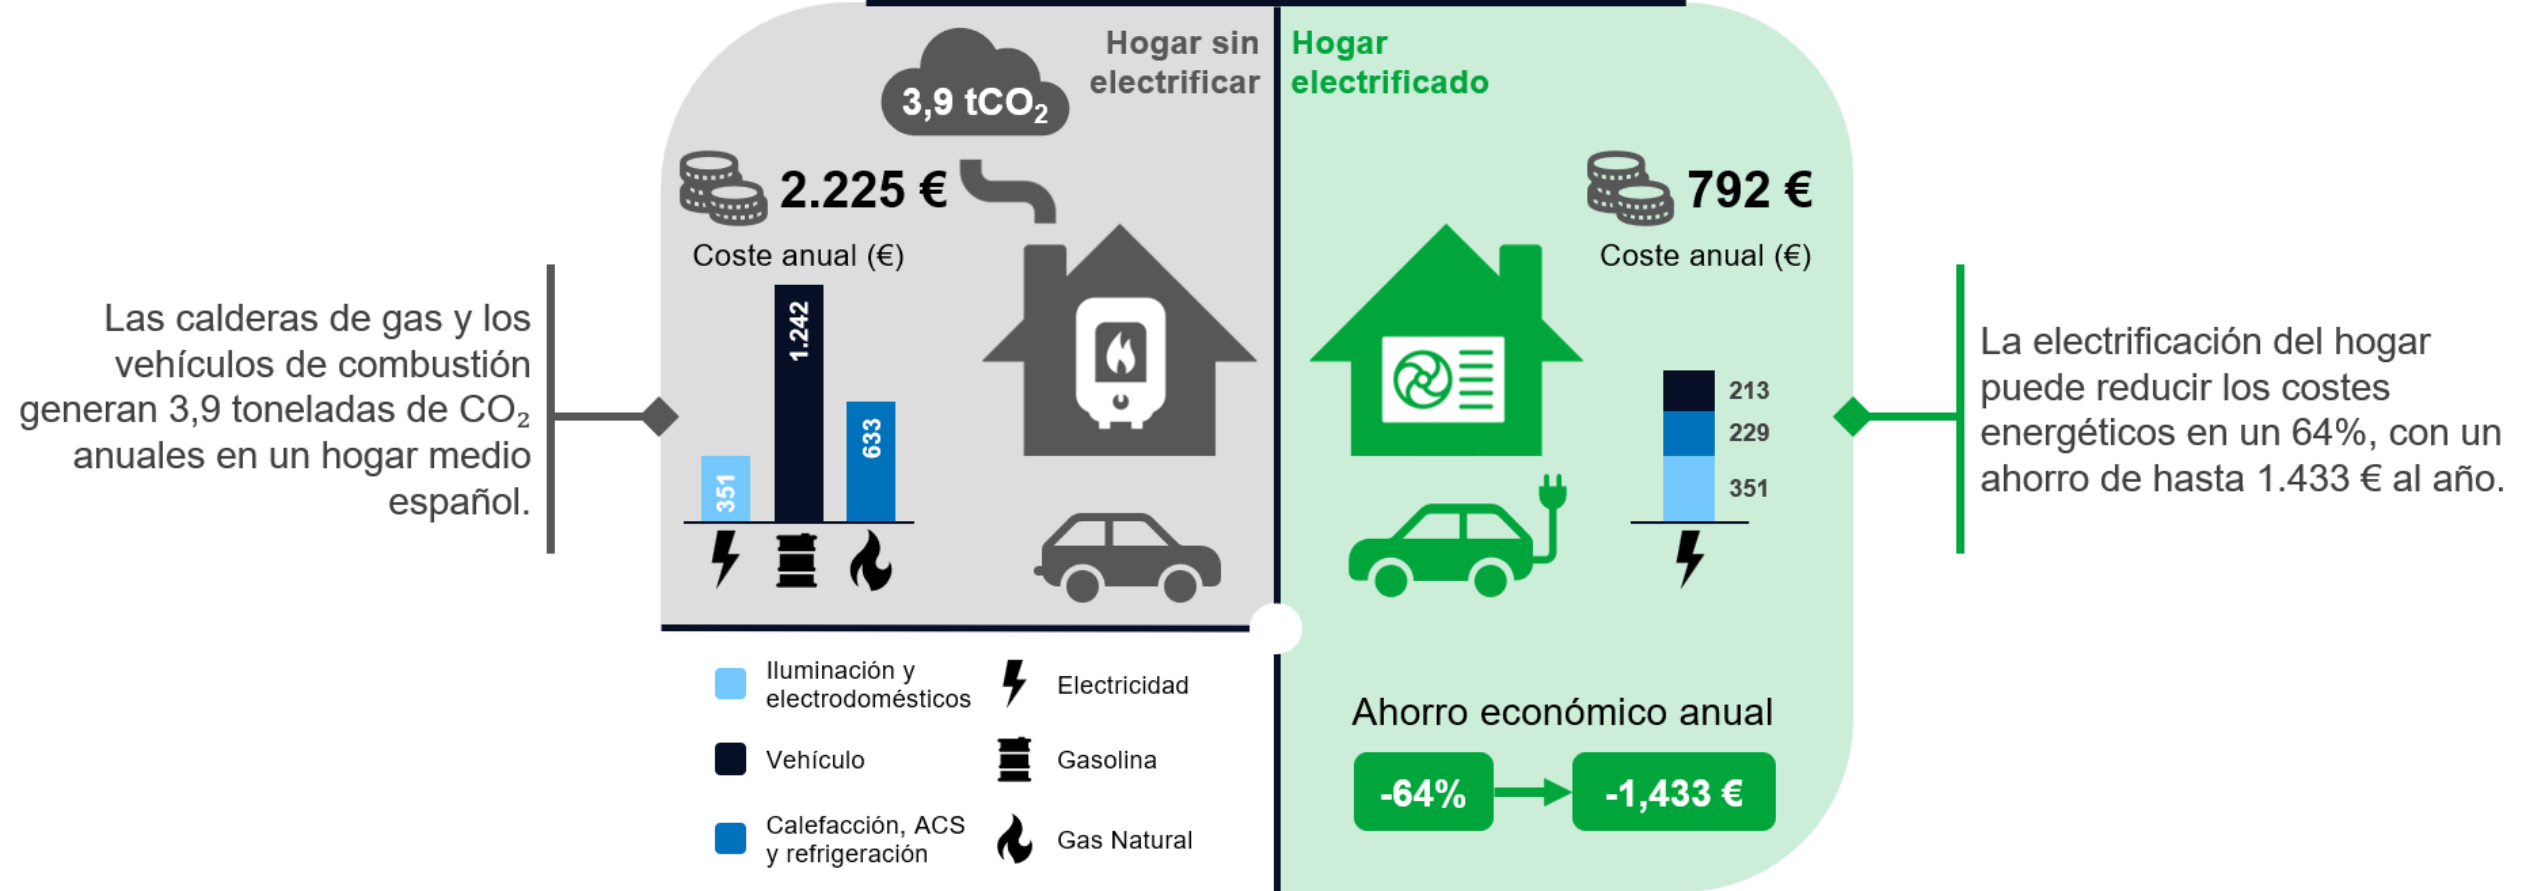 Hogar sin
electrificar
3,9 tCO₂
2.225 €
Coste anual (€)
351
1.242
633
Las calderas de gas y los
vehículos de combustión
generan 3,9 toneladas de CO₂
anuales en un hogar medio
español.
Hogar
electrificado
792 €
Coste anual (€)
213
229
351
La electrificación del hogar
puede reducir los costes
energéticos en un 64%, con un
ahorro de hasta 1.433 € al año.
Iluminación y
electrodomésticos
Electricidad
Vehículo
Gasolina
Calefacción, ACS
y refrigeración
Gas Natural
Ahorro económico anual
-64%
-1,433 €